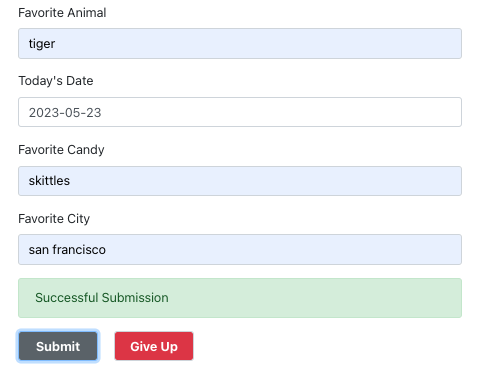 Favorite Animal
tiger
Today's Date
2023-05-23
Favorite Candy
skittles
Favorite City
san francisco
Successful Submission
Submit Give Up